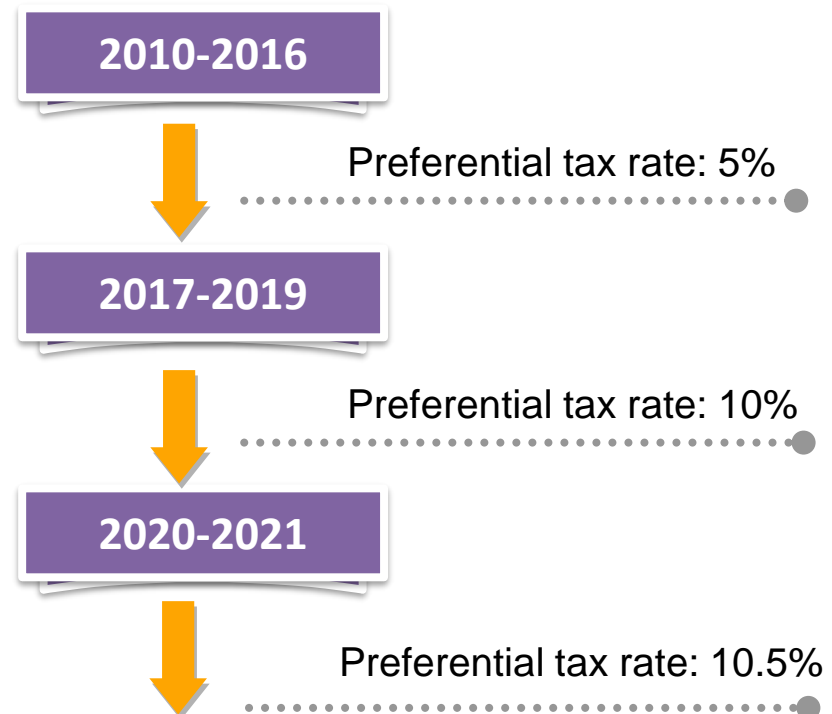 2010-2016
Preferential tax rate: 5%
2017-2019
Preferential tax rate: 10%
2020-2021
Preferential tax rate: 10.5%